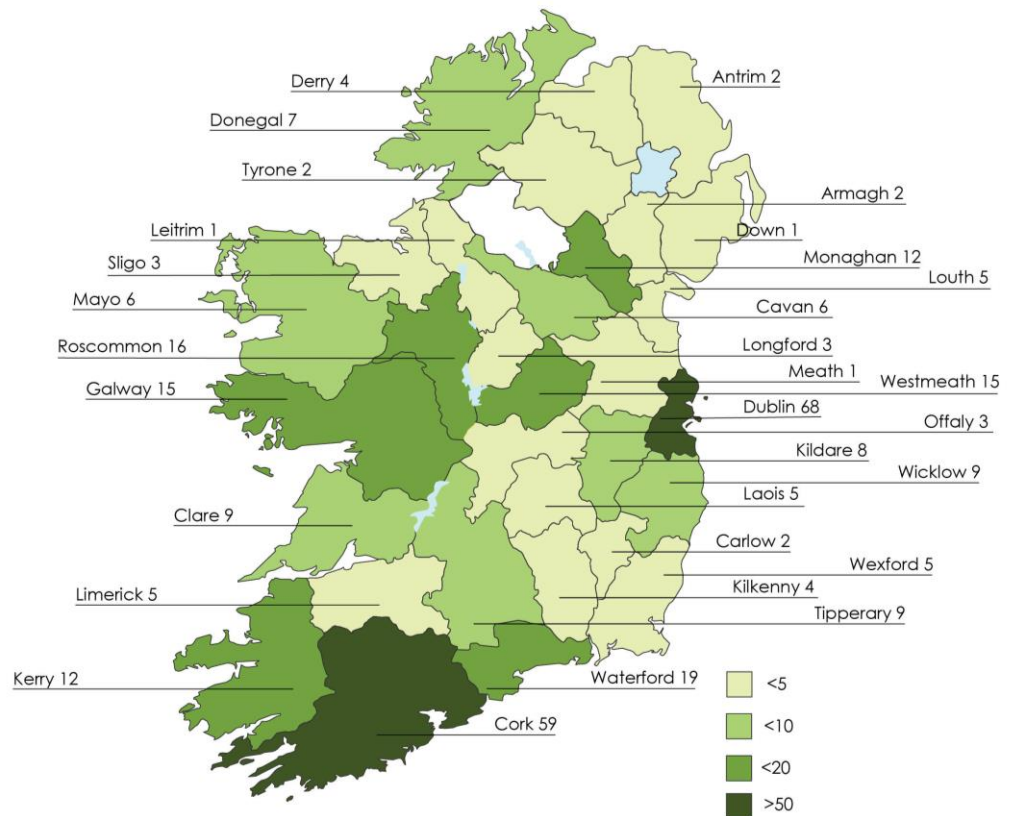 Derry 4
Antrim 2
Donegal 7
Tyrone 2
Armagh 2
Leitrim 1
Down 1
Monaghan 12
Sligo 3
Louth 5
Mayo 6
Cavan 6
Roscommon 16
Longford 3
Meath 1
Galway 15
Westmeath 15
Dublin 68
Offaly 3
Kildare 8
Wicklow 9
Laois 5
Clare 9
Carlow 2
Wexford 5
Limerick 5
Kilkenny 4
Tipperary 9
Kerry 12
Waterford 19
Cork 59
<5
<10
<20
>50